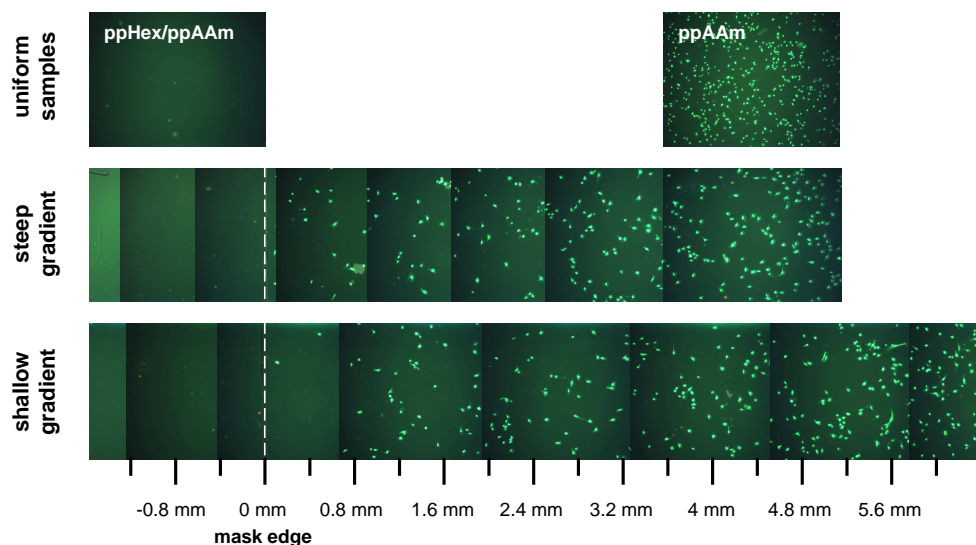 ppHex/ppAAm
ppAAm
uniform
samples
steep
gradient
shallow
gradient
-0.8 mm
0 mm
0.8 mm
1.6 mm
2.4 mm
3.2 mm
4 mm
4.8 mm
5.6 mm
mask edge